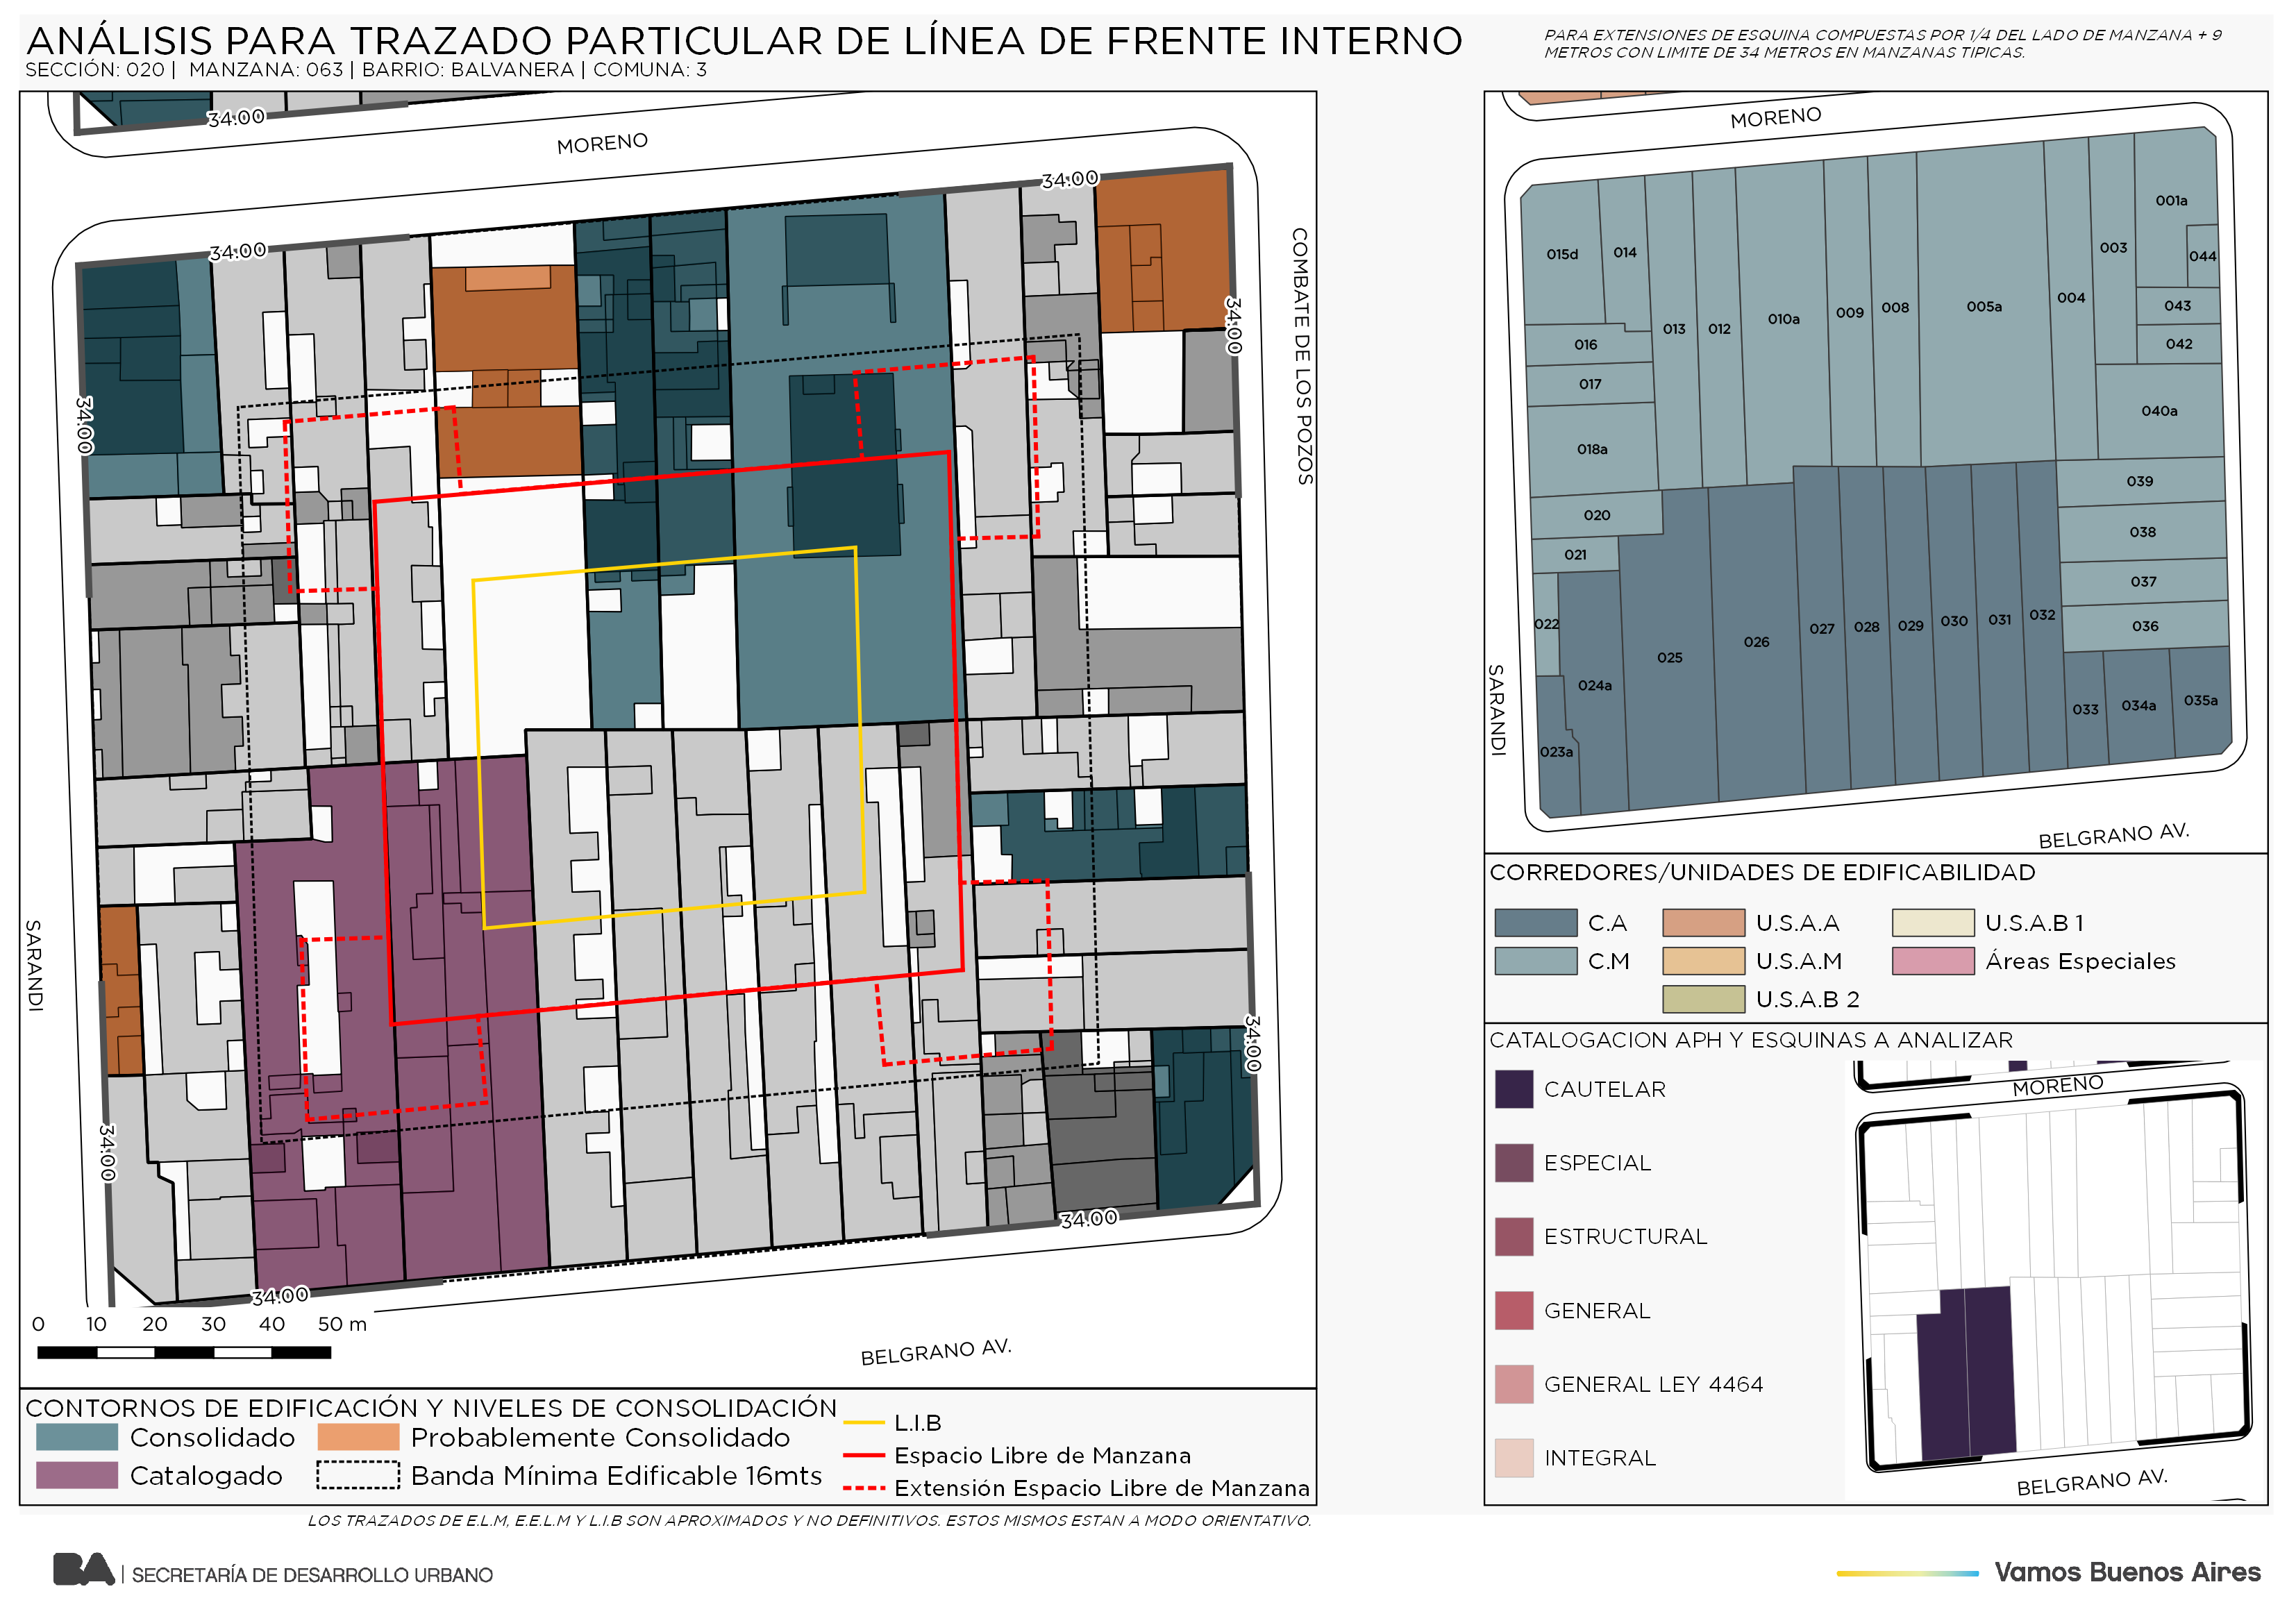 ANÁLISIS PARA TRAZADO PARTICULAR DE LÍNEA DE FRENTE INTERNO
SECCIÓN: 020 | MANZANA: 063 | BARRIO: BALVANERA | COMUNA: 3
PARA EXTENSIONES DE ESQUINA COMPUESTAS POR 1/4 DEL LADO DE MANZANA + 9
METROS CON LIMITE DE 34 METROS EN MANZANAS TIPICAS.
34.00
MORENO
34.00
34.00
COMBATE DE LOS POZOS
34.00
34.00
SARANDI
34.00
34.00
34.00
34.00
0 10 20 30 40 50 m
BELGRANO AV.
CONTORNOS DE EDIFICACIÓN Y NIVELES DE CONSOLIDACIÓN
Consolidado
Probablemente Consolidado
Catalogado
Banda Mínima Edificable 16mts
L.I.B
Espacio Libre de Manzana
Extensión Espacio Libre de Manzana
LOS TRAZADOS DE E.L.M, E.E.L.M Y L.I.B SON APROXIMADOS Y NO DEFINITIVOS. ESTOS MISMOS ESTAN A MODO ORIENTATIVO.
MORENO
001a
003
044
015d
014
004
043
005a
008
009
010a
012
013
042
016
017
040a
018a
039
020
038
021
037
022
036
032
031
030
029
028
027
026
025
024a
023a
033
034a
035a
SARANDI
BELGRANO AV.
CORREDORES/UNIDADES DE EDIFICABILIDAD
C.A
U.S.A.A
U.S.A.B 1
C.M
U.S.A.M
Áreas Especiales
U.S.A.B 2
CATALOGACION APH Y ESQUINAS A ANALIZAR
CAUTELAR
ESPECIAL
ESTRUCTURAL
GENERAL
GENERAL LEY 4464
INTEGRAL
MORENO
BELGRANO AV.
BA | SECRETARÍA DE DESARROLLO URBANO
Vamos Buenos Aires